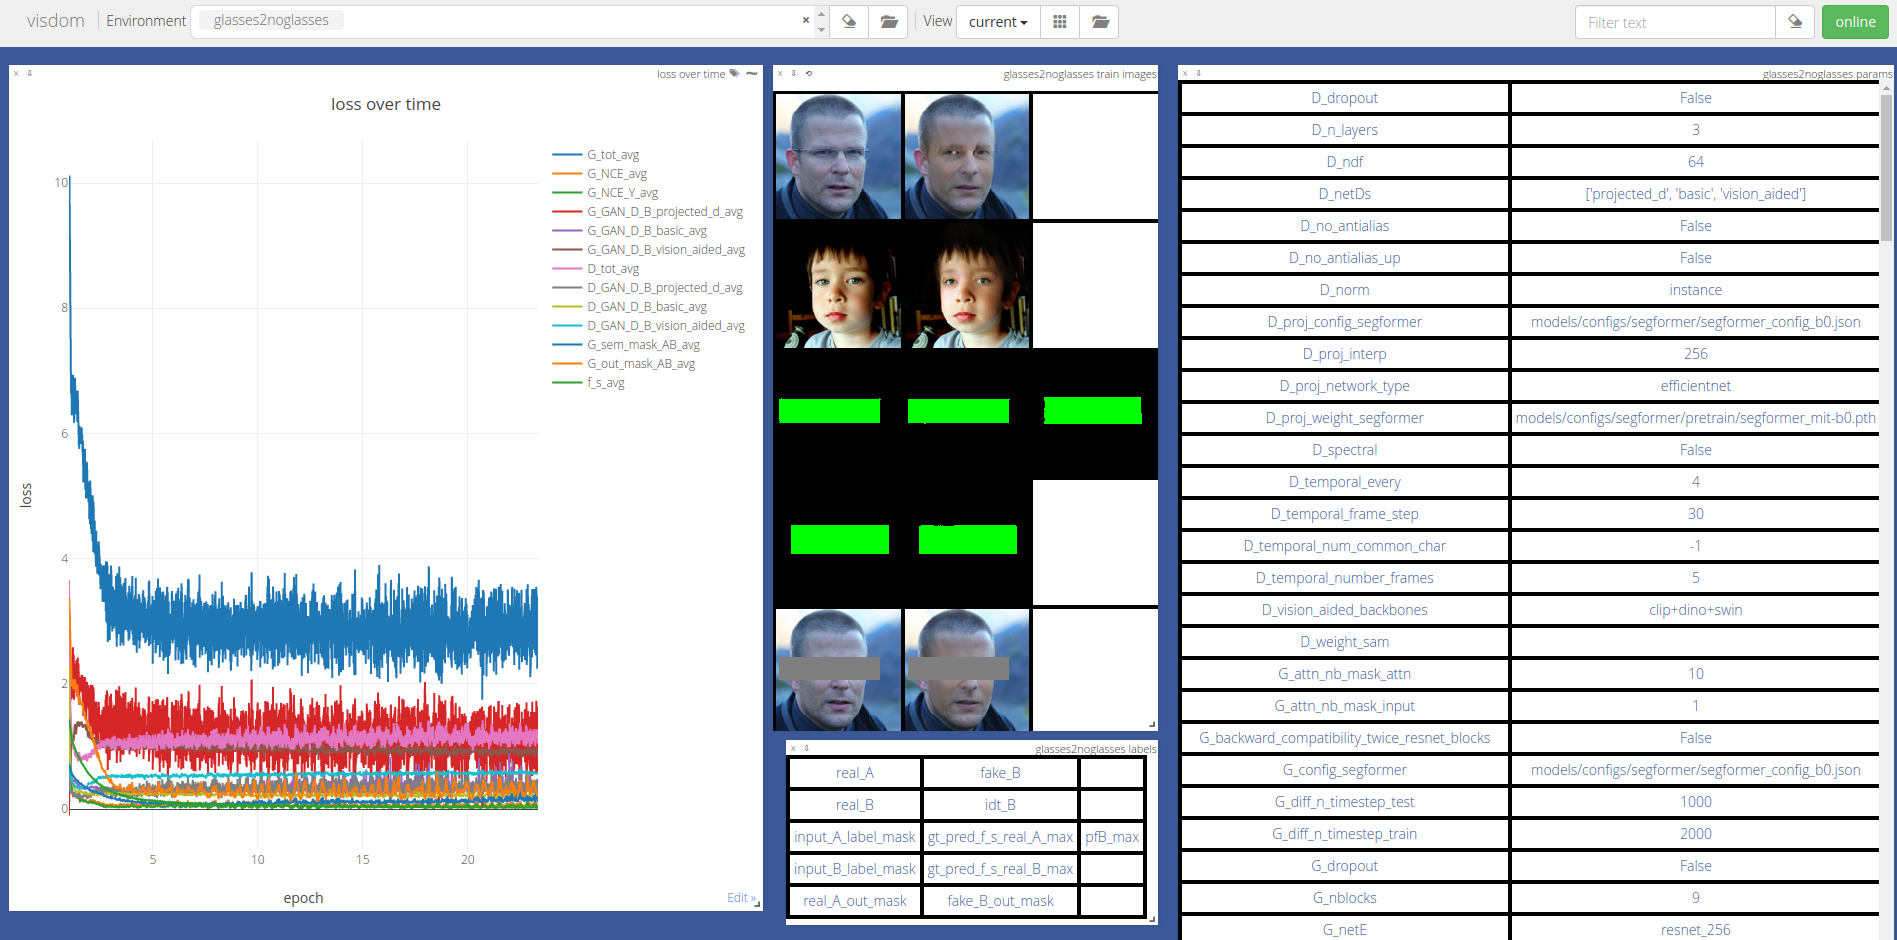 visdom Environment glasses2noglasses × View current Filter text online
x loss over time
loss over time
G_tot_avg
G_NCE_avg
G_NCE_Y_avg
G_GAN_D_B_projected_d_avg
G_GAN_D_B_basic_avg
G_GAN_D_B_vision_aided_avg
D_tot_avg
D_GAN_D_B_projected_d_avg
D_GAN_D_B_basic_avg
D_GAN_D_B_vision_aided_avg
G_sem_mask_AB_avg
G_out_mask_AB_avg
f_s_avg
10
8
6
4
2
0
loss
5 10 15 20
epoch
Edit »
x glasses2noglasses train images
x glasses2noglasses labels
real_A fake_B
real_B idt_B
input_A_label_mask gt_pred_f_s_real_A_max pfB_max
input_B_label_mask gt_pred_f_s_real_B_max
real_A_out_mask fake_B_out_mask
x glasses2noglasses params
D_dropout False
D_n_layers 3
D_ndf 64
D_netDs ['projected_d', 'basic', 'vision_aided']
D_no_antialias False
D_no_antialias_up False
D_norm instance
D_proj_config_segformer models/configs/segformer/segformer_config_b0.json
D_proj_interp 256
D_proj_network_type efficientnet
D_proj_weight_segformer models/configs/segformer/pretrain/segformer_mit-b0.pth
D_spectral False
D_temporal_every 4
D_temporal_frame_step 30
D_temporal_num_common_char -1
D_temporal_number_frames 5
D_vision_aided_backbones clip+dino+swin
D_weight_sam
G_attn_nb_mask_attn 10
G_attn_nb_mask_input 1
G_backward_compatibility_twice_resnet_blocks False
G_config_segformer models/configs/segformer/segformer_config_b0.json
G_diff_n_timestep_test 1000
G_diff_n_timestep_train 2000
G_dropout False
G_nblocks 9
G_netE resnet_256